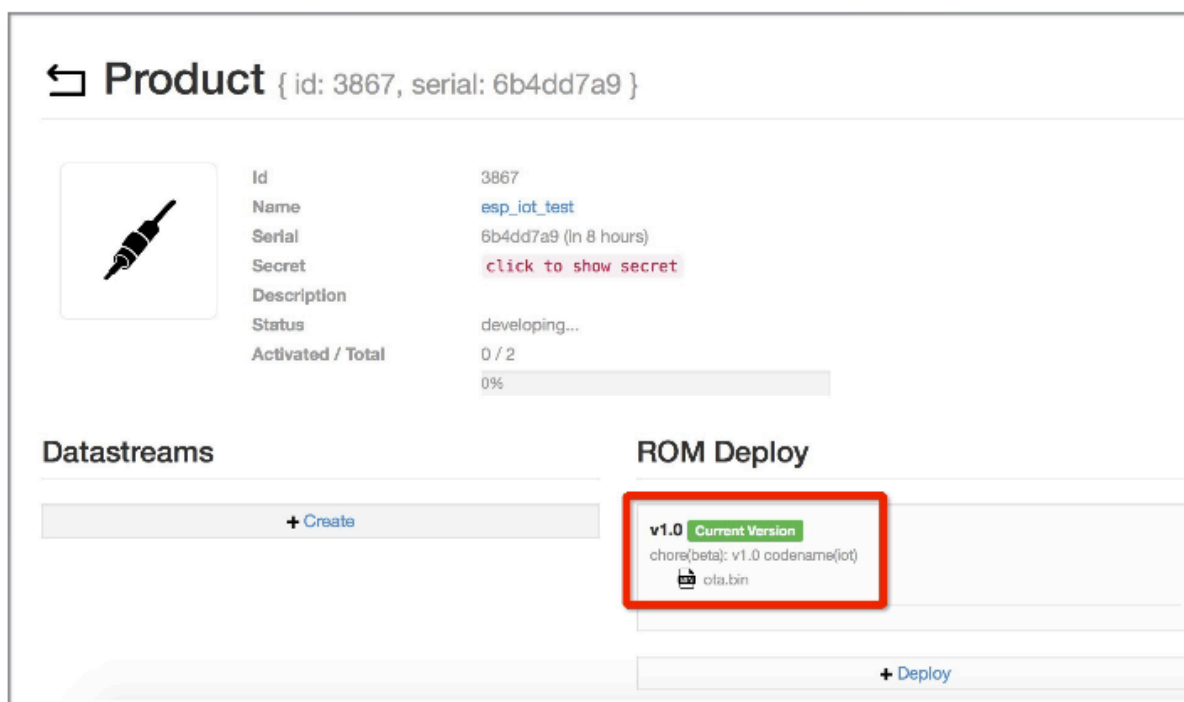 Product { id: 3867, serial: 6b4dd7a9 }
Id 3867
Name esp_iot_test
Serial 6b4dd7a9 (in 8 hours)
Secret click to show secret
Description
Status developing...
Activated / Total 0 / 2
0%
Datastreams
+ Create
ROM Deploy
v1.0 Current Version
chore(beta): v1.0 codename(iot)
ota.bin
+ Deploy